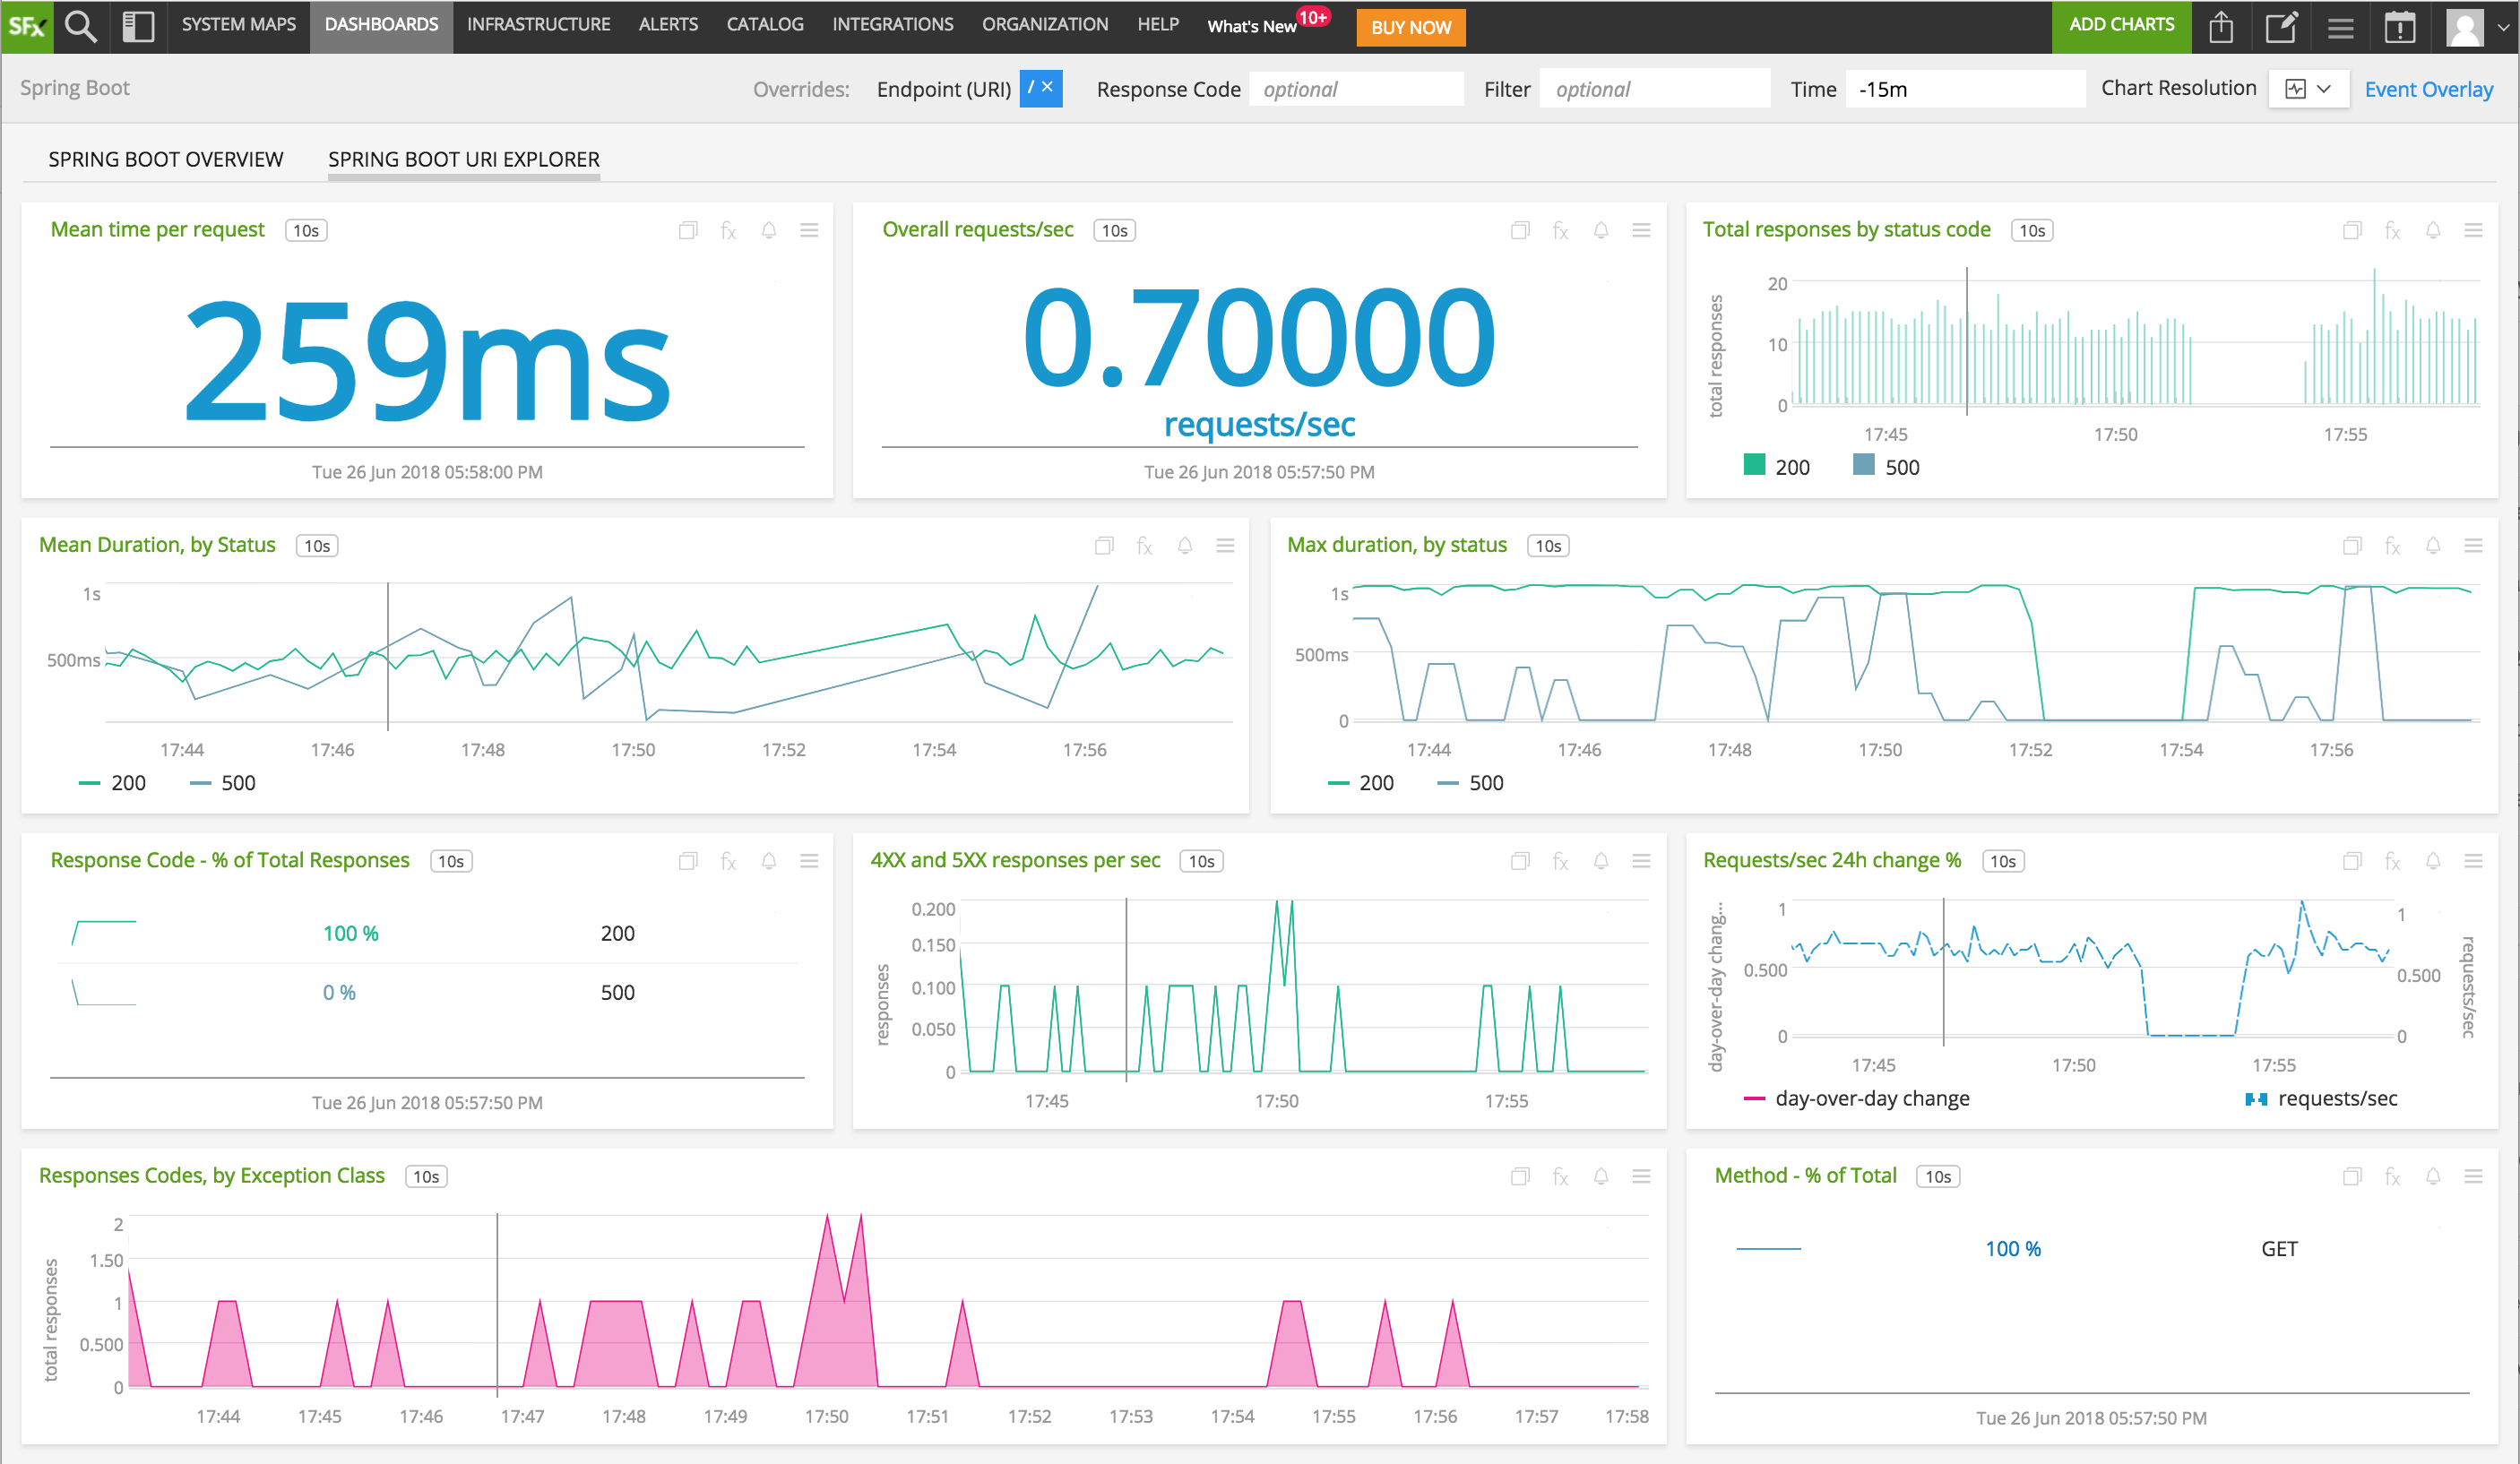 SFx SYSTEM MAPS DASHBOARDS INFRASTRUCTURE ALERTS CATALOG INTEGRATIONS ORGANIZATION HELP What's New 10+ BUY NOW ADD CHARTS
Spring Boot Overrides: Endpoint (URI) / × Response Code optional Filter optional Time -15m Chart Resolution Event Overlay
SPRING BOOT OVERVIEW SPRING BOOT URI EXPLORER
Mean time per request 10s
259ms
Tue 26 Jun 2018 05:58:00 PM
Overall requests/sec 10s
0.70000
requests/sec
Tue 26 Jun 2018 05:57:50 PM
Total responses by status code 10s
total responses
20
10
0
17:45 17:50 17:55
200 500
Mean Duration, by Status 10s
1s
500ms
17:44 17:46 17:48 17:50 17:52 17:54 17:56
200 500
Max duration, by status 10s
1s
500ms
0
17:44 17:46 17:48 17:50 17:52 17:54 17:56
200 500
Response Code - % of Total Responses 10s
100 % 200
0 % 500
Tue 26 Jun 2018 05:57:50 PM
4XX and 5XX responses per sec 10s
responses
0.200
0.150
0.100
0.050
0
17:45 17:50 17:55
Requests/sec 24h change % 10s
day-over-day chang...
1
0.500
0
1
0.500
0
requests/sec
17:45 17:50 17:55
day-over-day change requests/sec
Responses Codes, by Exception Class 10s
total responses
2
1.50
1
0.500
0
17:44 17:45 17:46 17:47 17:48 17:49 17:50 17:51 17:52 17:53 17:54 17:55 17:56 17:57 17:58
Method - % of Total 10s
100 % GET
Tue 26 Jun 2018 05:57:50 PM